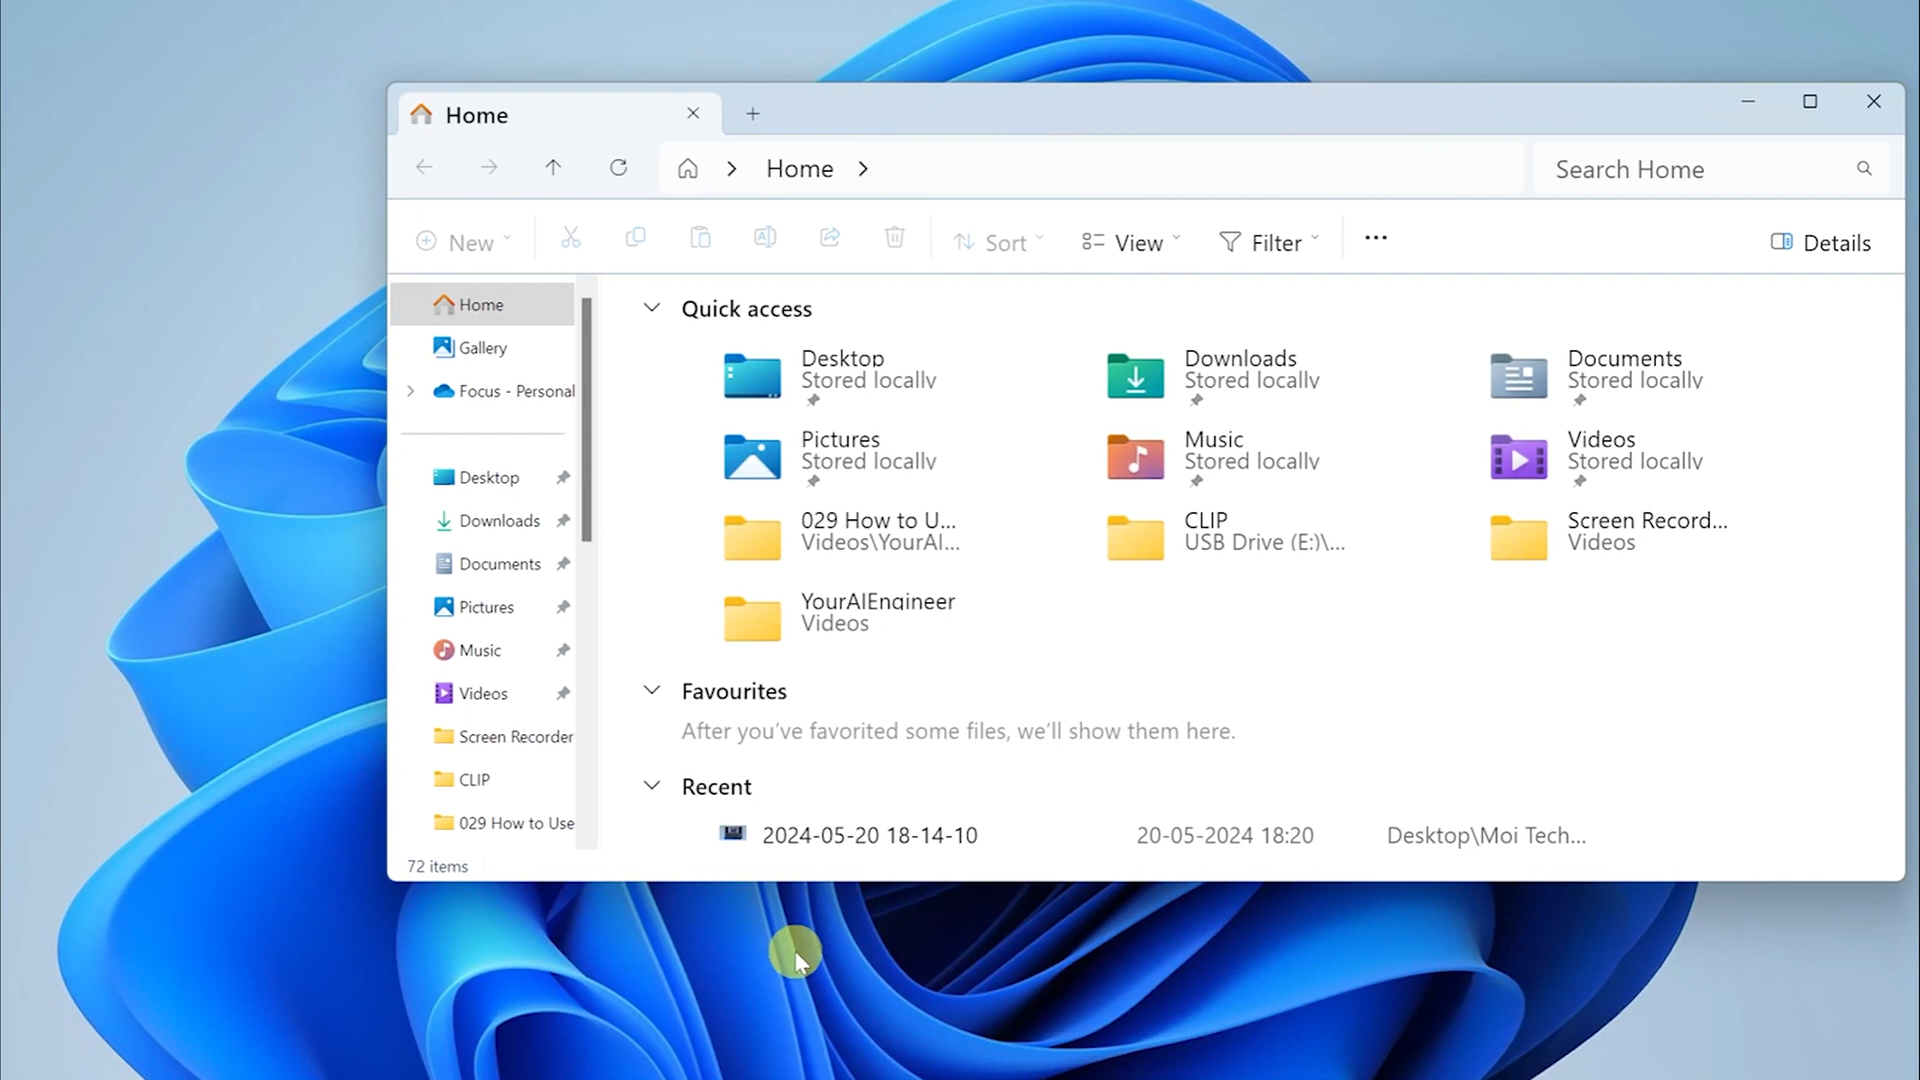 Home
Home
Search Home
New
Sort
View
Filter
Details
Home
Gallery
Focus - Personal
Desktop
Downloads
Documents
Pictures
Music
Videos
Screen Recorder
CLIP
029 How to Use
72 items
Quick access
Desktop
Stored locally
Downloads
Stored locally
Documents
Stored locally
Pictures
Stored locally
Music
Stored locally
Videos
Stored locally
029 How to U...
Videos\YourAI...
CLIP
USB Drive (E:)\...
Screen Record...
Videos
YourAIEngineer
Videos
Favourites
After you've favorited some files, we'll show them here.
Recent
2024-05-20 18-14-10 20-05-2024 18:20 Desktop\Moi Tech...